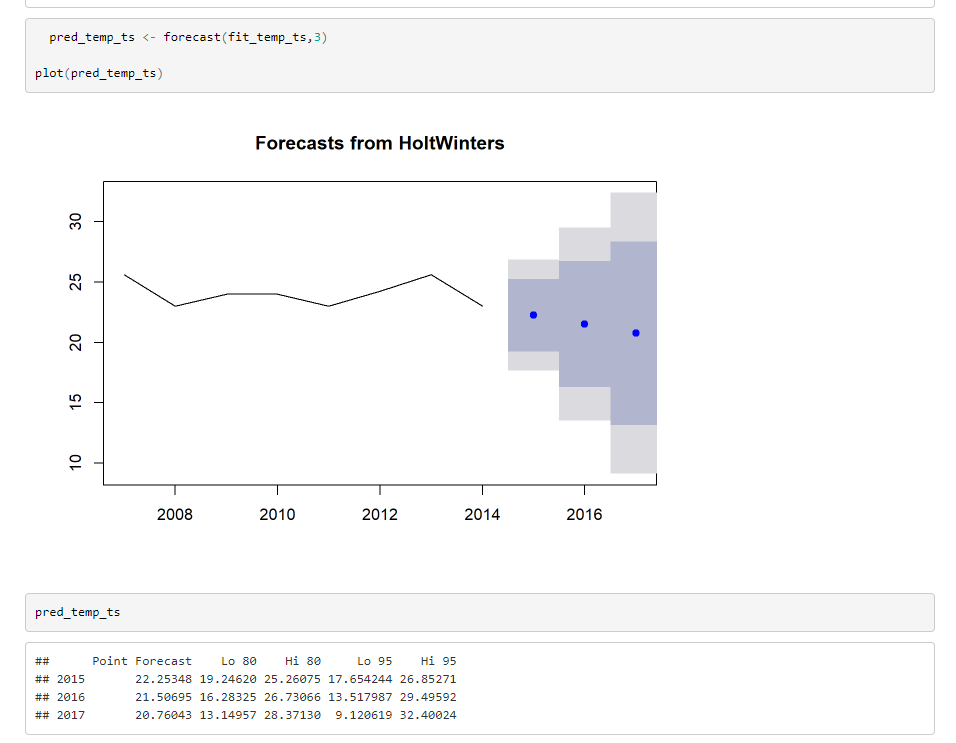 pred_temp_ts <- forecast(fit_temp_ts,3)
plot(pred_temp_ts)
Forecasts from HoltWinters
30
25
20
15
10
2008 2010 2012 2014 2016
pred_temp_ts
##      Point Forecast    Lo 80    Hi 80     Lo 95    Hi 95
## 2015       22.25348 19.24620 25.26075 17.654244 26.85271
## 2016       21.50695 16.28325 26.73066 13.517987 29.49592
## 2017       20.76043 13.14957 28.37130  9.120619 32.40024